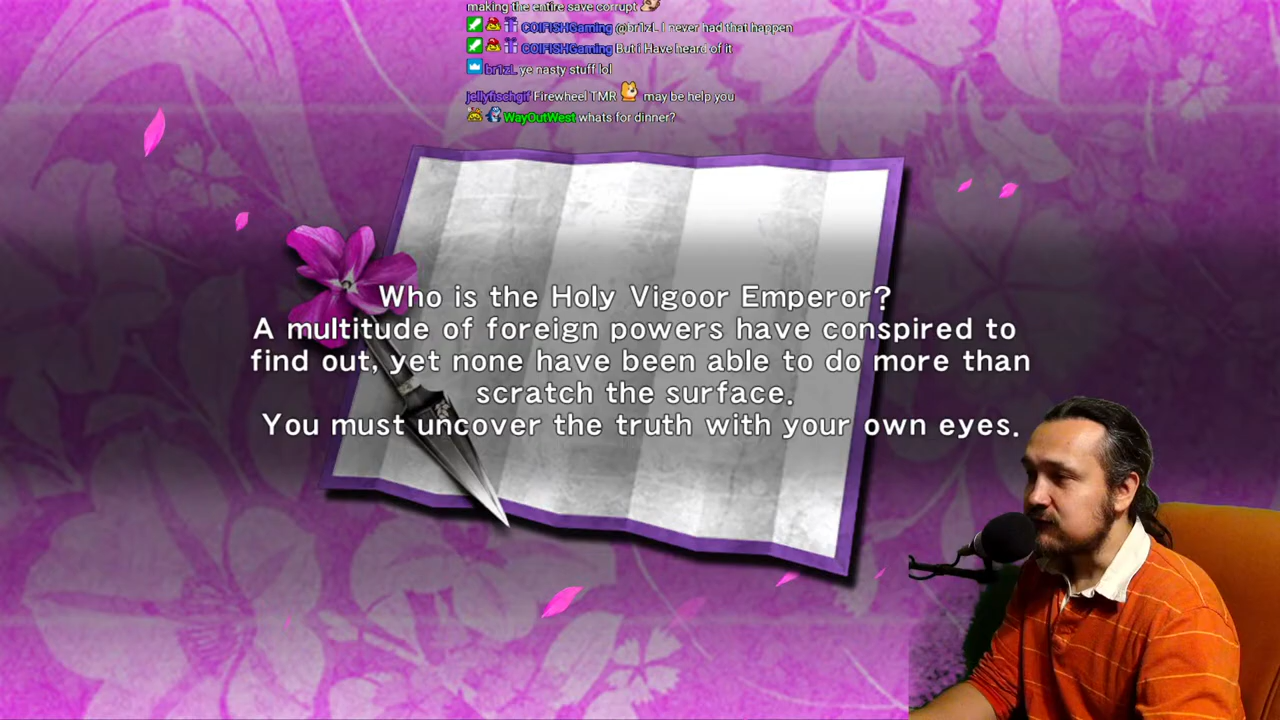 making the entire save corrupt
COIFISHGaming @br1zL I never had that happen
COIFISHGaming But i Have heard of it
br1zL ye nasty stuff lol
jellyfischgif Firewheel TMR may be help you
WayOutWest whats for dinner?
Who is the Holy Vigoor Emperor?
A multitude of foreign powers have conspired to
find out, yet none have been able to do more than
scratch the surface.
You must uncover the truth with your own eyes.